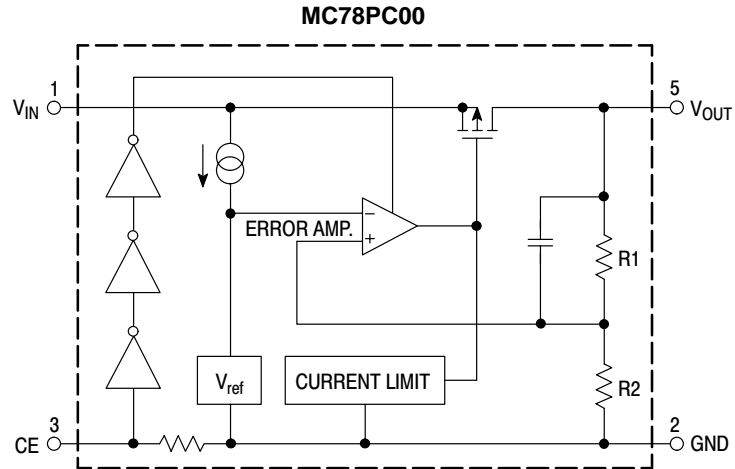 MC78PC00
1
V_IN
5
V_OUT
ERROR AMP.
−
+
R1
V_ref
CURRENT LIMIT
R2
3
CE
2
GND